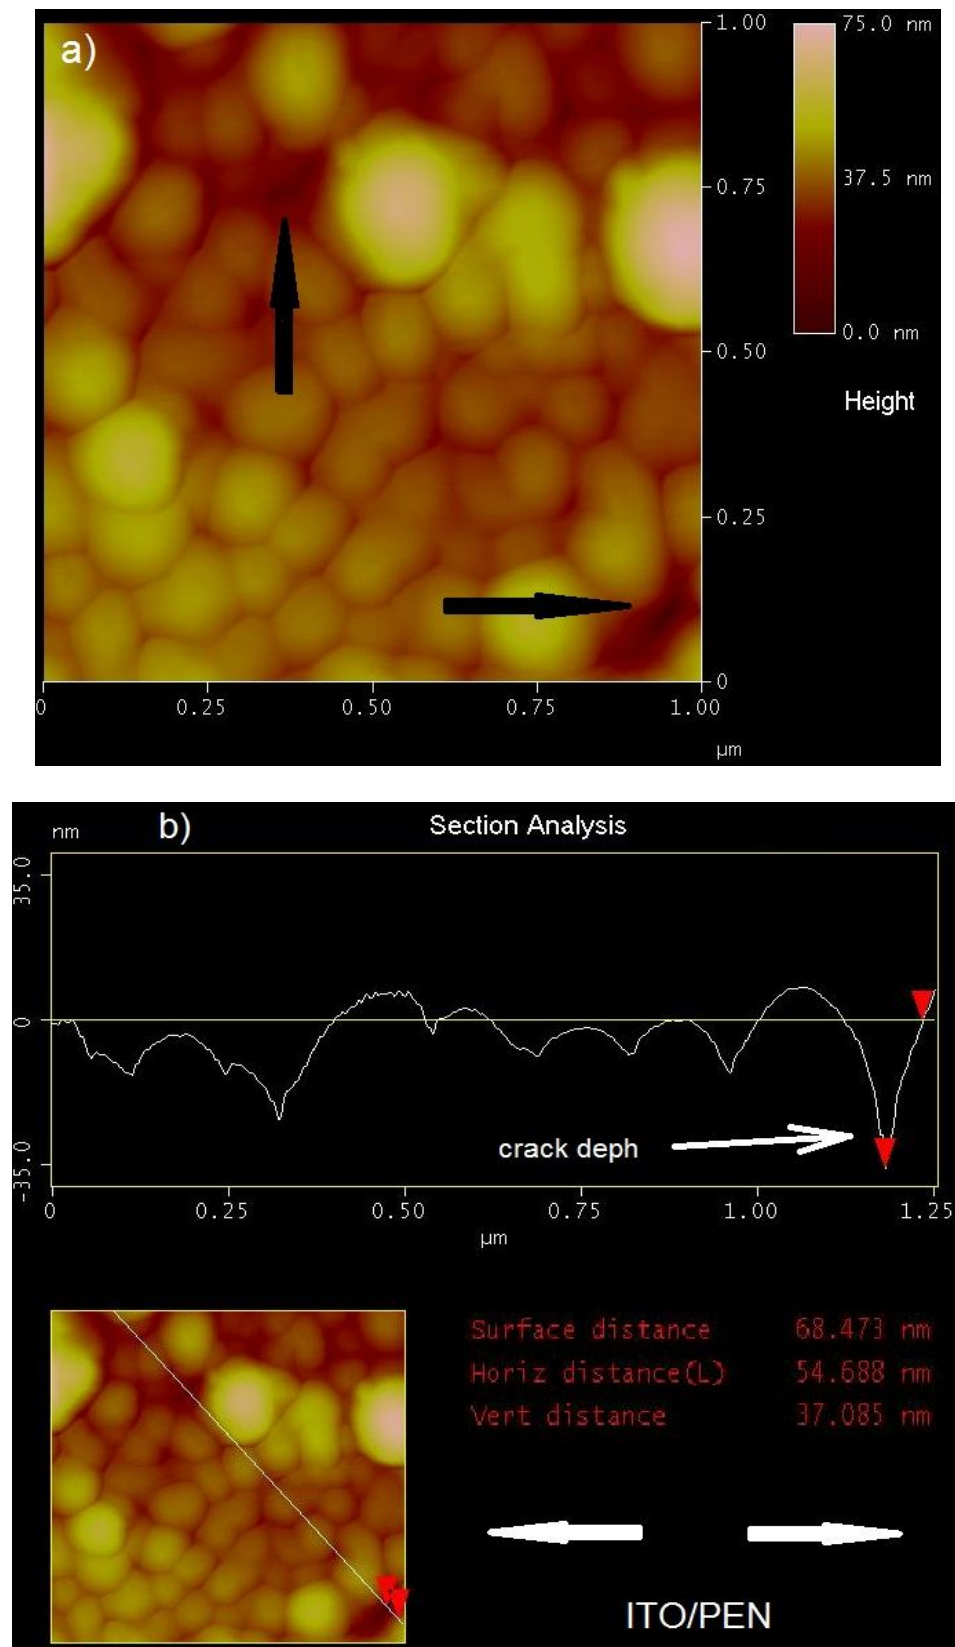 a)
1.00
0.75
0.50
0.25
0
0 0.25 0.50 0.75 1.00
µm
75.0 nm
37.5 nm
0.0 nm
Height
nm
b)
Section Analysis
35.0
0
-35.0
crack deph
0 0.25 0.50 0.75 1.00 1.25
µm
Surface distance 68.473 nm
Horiz distance(L) 54.688 nm
Vert distance 37.085 nm
ITO/PEN